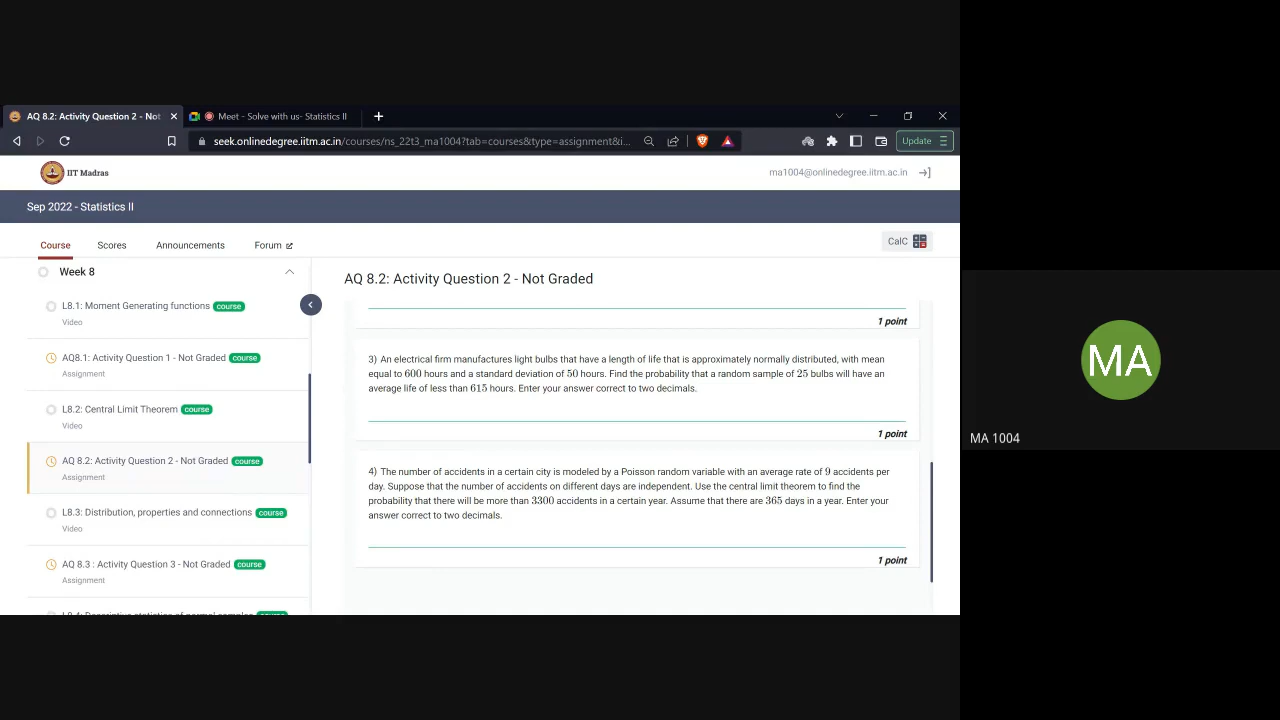 AQ 8.2: Activity Question 2 - Not
Meet - Solve with us- Statistics II
seek.onlinedegree.iitm.ac.in/courses/ns_22t3_ma1004?tab=courses&type=assignment&i...
Update
IIT Madras
ma1004@onlinedegree.iitm.ac.in
Sep 2022 - Statistics II
Course
Scores
Announcements
Forum
CalC
Week 8
L8.1: Moment Generating functions course
Video
AQ8.1: Activity Question 1 - Not Graded course
Assignment
L8.2: Central Limit Theorem course
Video
AQ 8.2: Activity Question 2 - Not Graded course
Assignment
L8.3: Distribution, properties and connections course
Video
AQ 8.3 : Activity Question 3 - Not Graded course
Assignment
L8.4: Descriptive statistics of normal samples course
AQ 8.2: Activity Question 2 - Not Graded
1 point
3) An electrical firm manufactures light bulbs that have a length of life that is approximately normally distributed, with mean
equal to 600 hours and a standard deviation of 50 hours. Find the probability that a random sample of 25 bulbs will have an
average life of less than 615 hours. Enter your answer correct to two decimals.
1 point
4) The number of accidents in a certain city is modeled by a Poisson random variable with an average rate of 9 accidents per
day. Suppose that the number of accidents on different days are independent. Use the central limit theorem to find the
probability that there will be more than 3300 accidents in a certain year. Assume that there are 365 days in a year. Enter your
answer correct to two decimals.
1 point
MA
MA 1004